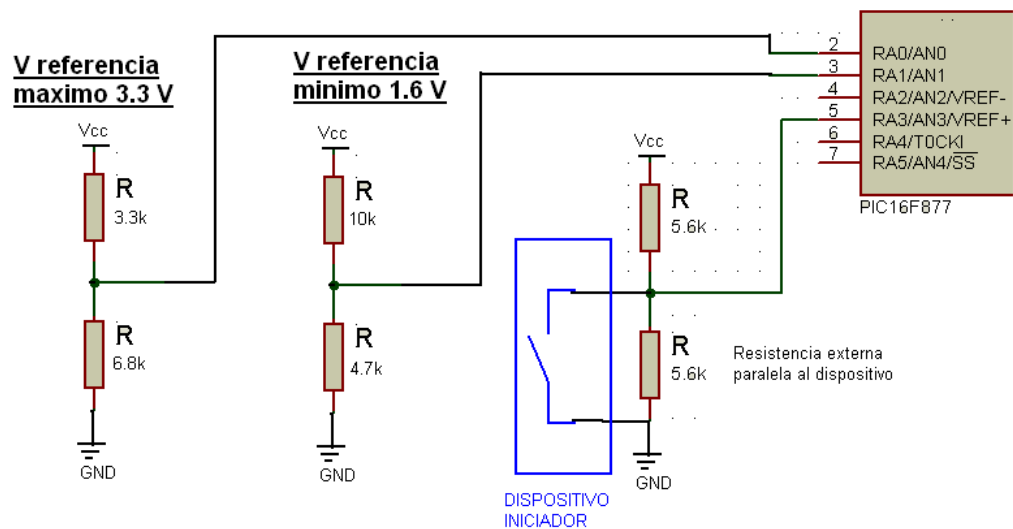 V referencia
maximo 3.3 V
V referencia
minimo 1.6 V
Vcc
R
3.3k
R
6.8k
GND
Vcc
R
10k
R
4.7k
GND
Vcc
R
5.6k
R
5.6k
GND
Resistencia externa
paralela al dispositivo
DISPOSITIVO
INICIADOR
2 RA0/AN0
3 RA1/AN1
4 RA2/AN2/VREF-
5 RA3/AN3/VREF+
6 RA4/T0CKI
7 RA5/AN4/SS
PIC16F877